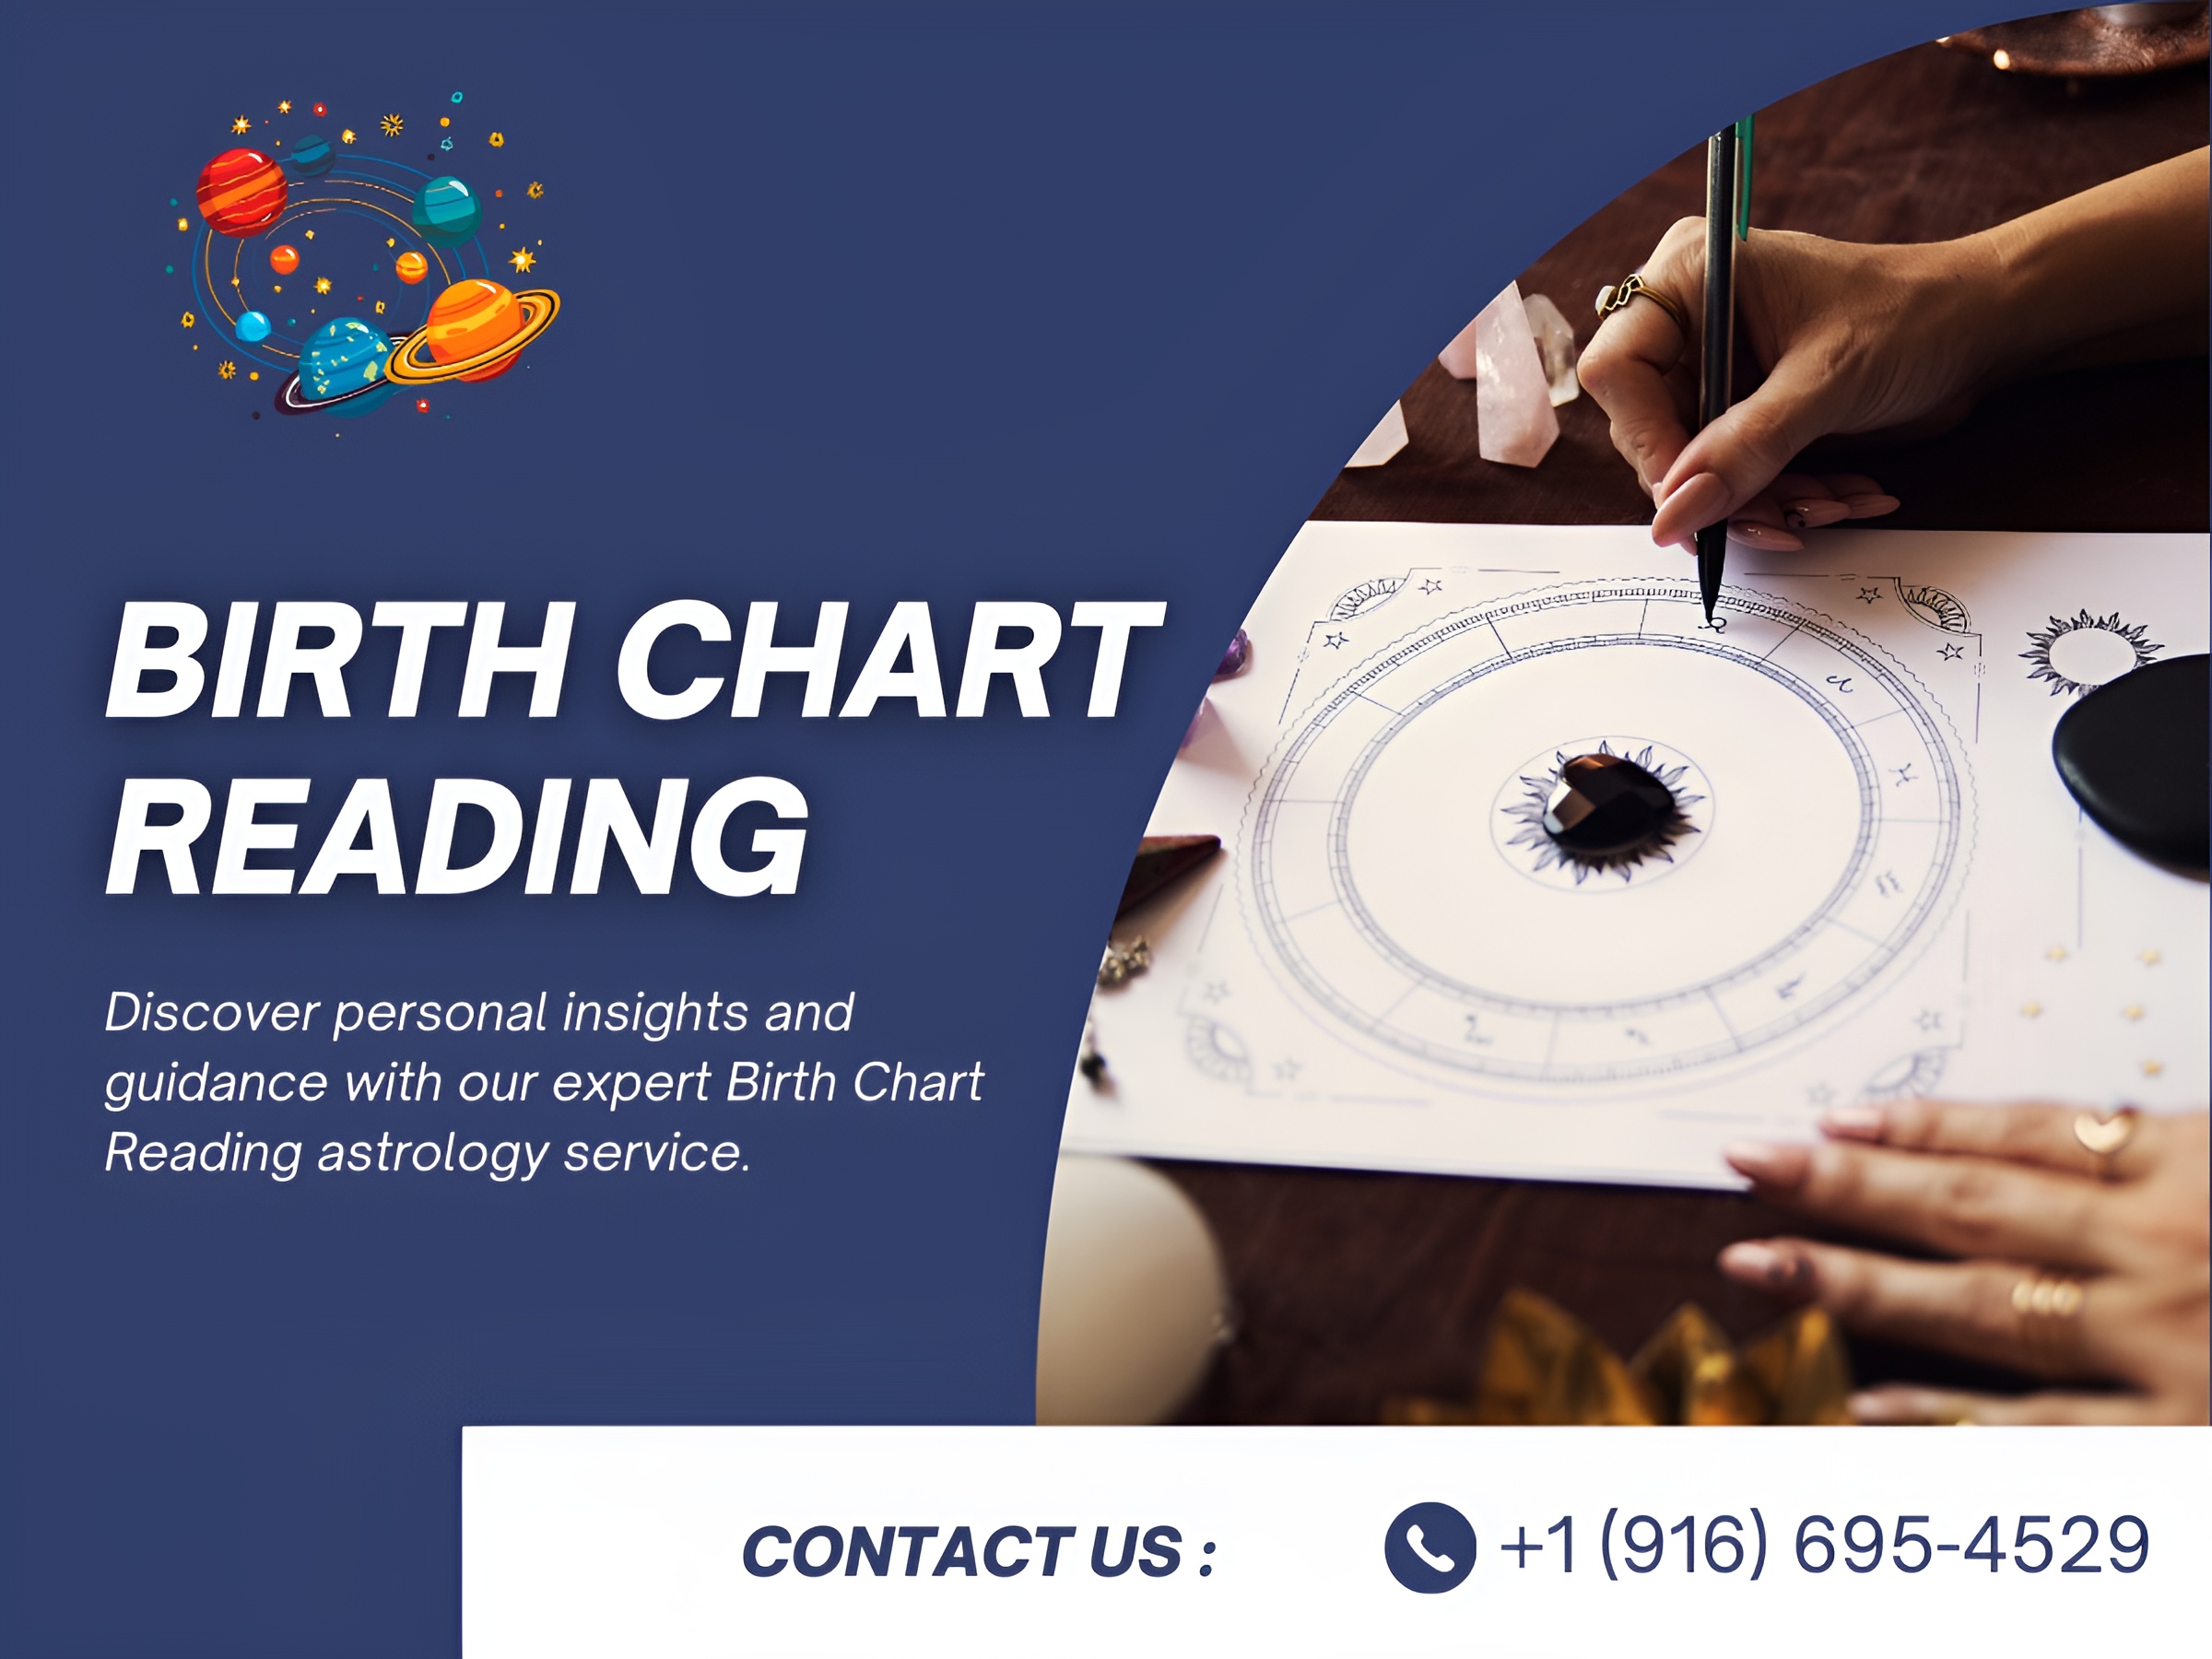 BIRTH CHART
READING
Discover personal insights and
guidance with our expert Birth Chart
Reading astrology service.
CONTACT US :
+1 (916) 695-4529